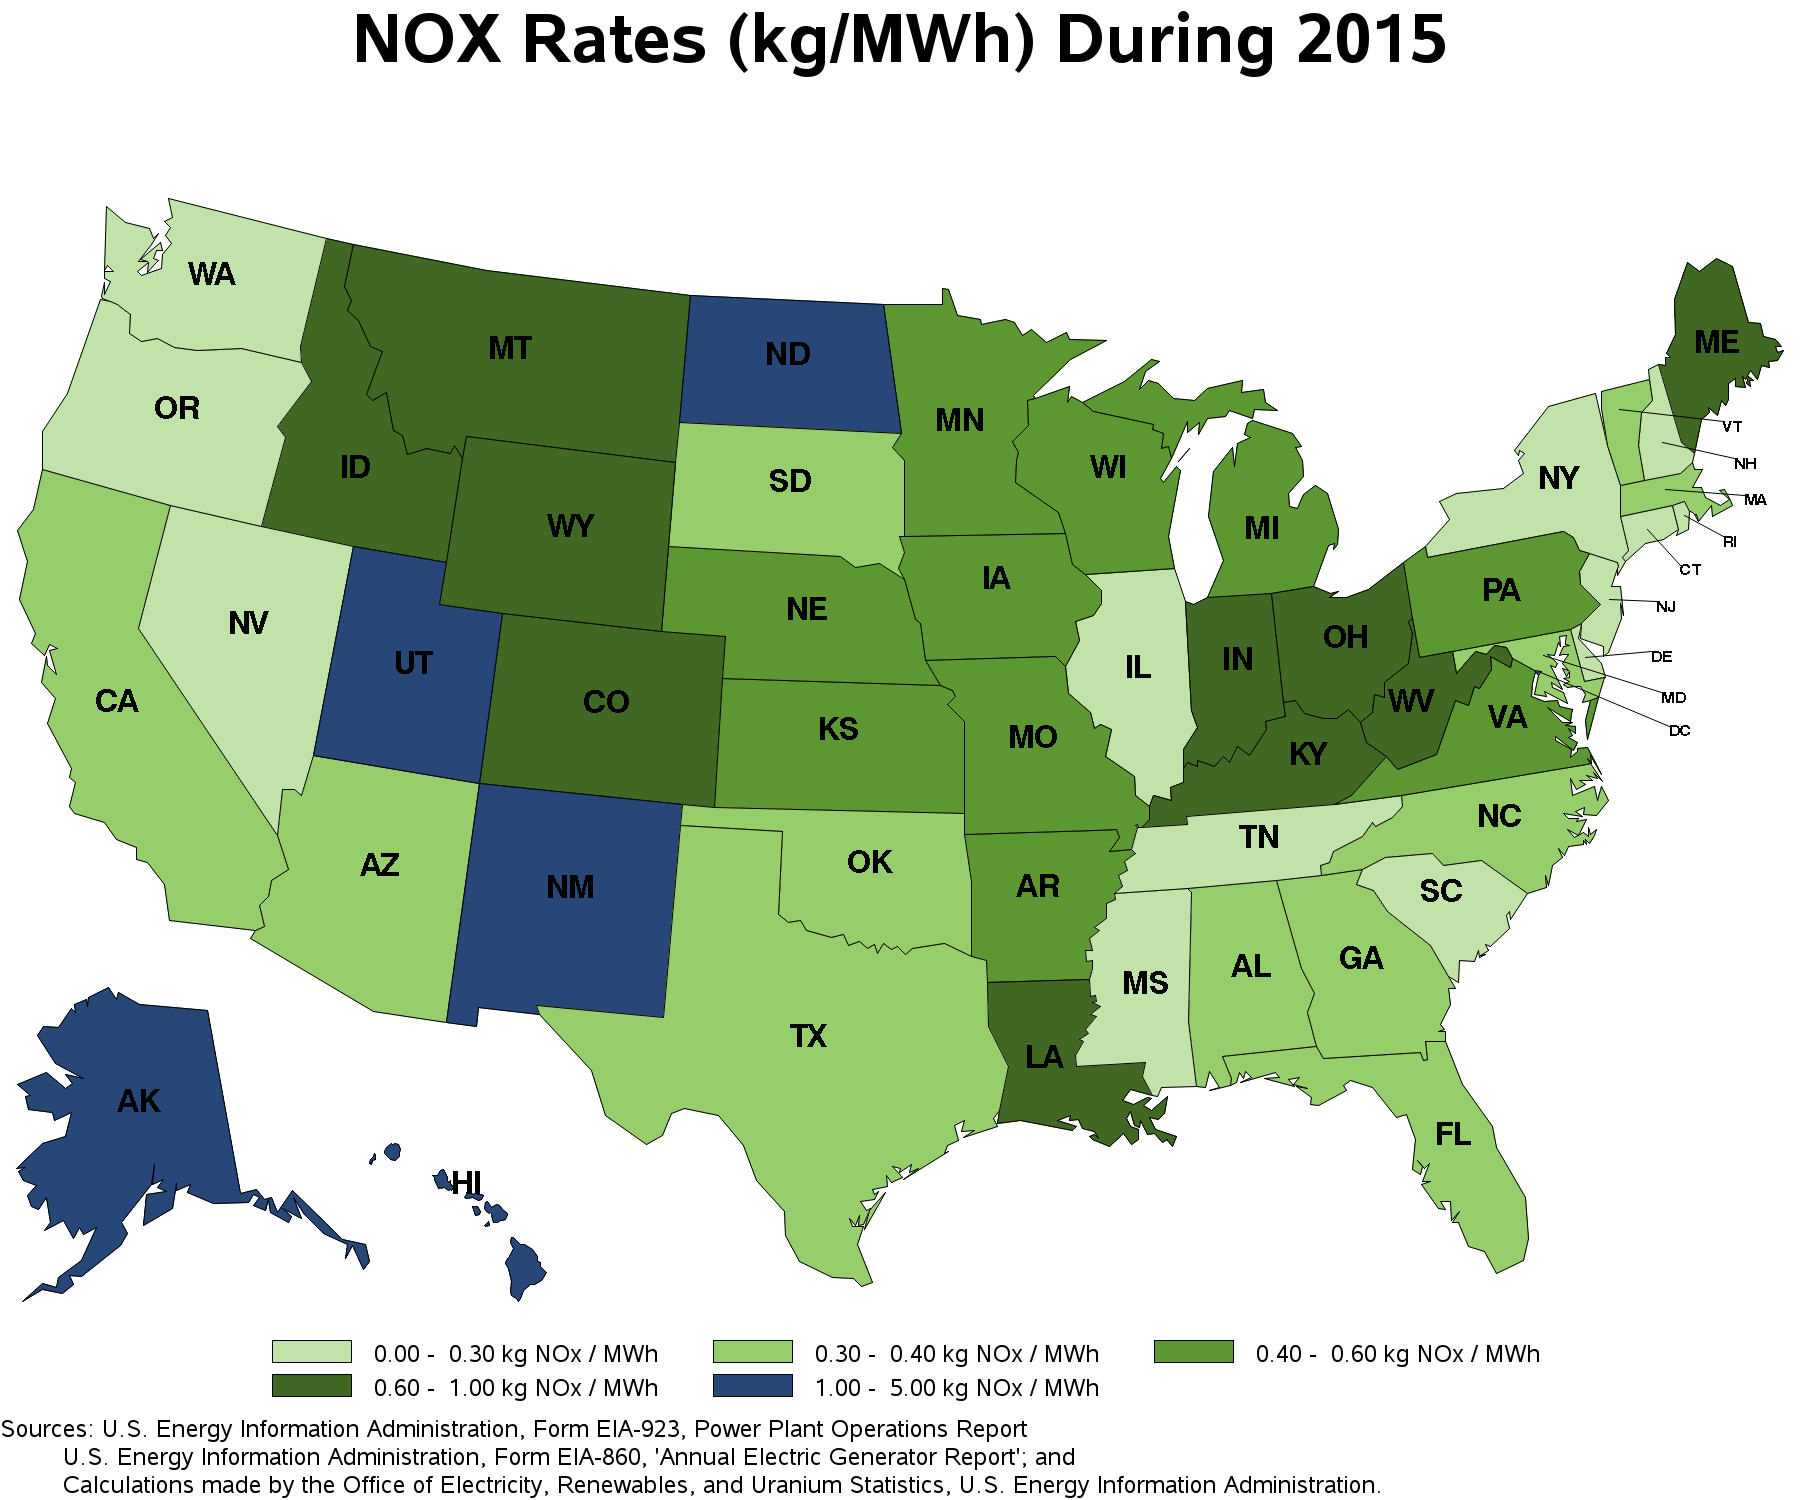 NOX Rates (kg/MWh) During 2015
WA
MT
ND
ME
OR
MN
VT
ID
WI
NH
SD
NY
MA
WY
MI
RI
IA
CT
PA
NE
NJ
NV
OH
UT
IL
IN
DE
CA
CO
WV
MD
KS
MO
VA
DC
KY
TN
NC
AZ
OK
NM
AR
SC
MS
AL
GA
TX
LA
AK
FL
HI
0.00 - 0.30 kg NOx / MWh 0.30 - 0.40 kg NOx / MWh 0.40 - 0.60 kg NOx / MWh
0.60 - 1.00 kg NOx / MWh 1.00 - 5.00 kg NOx / MWh
Sources: U.S. Energy Information Administration, Form EIA-923, Power Plant Operations Report
U.S. Energy Information Administration, Form EIA-860, 'Annual Electric Generator Report'; and
Calculations made by the Office of Electricity, Renewables, and Uranium Statistics, U.S. Energy Information Administration.